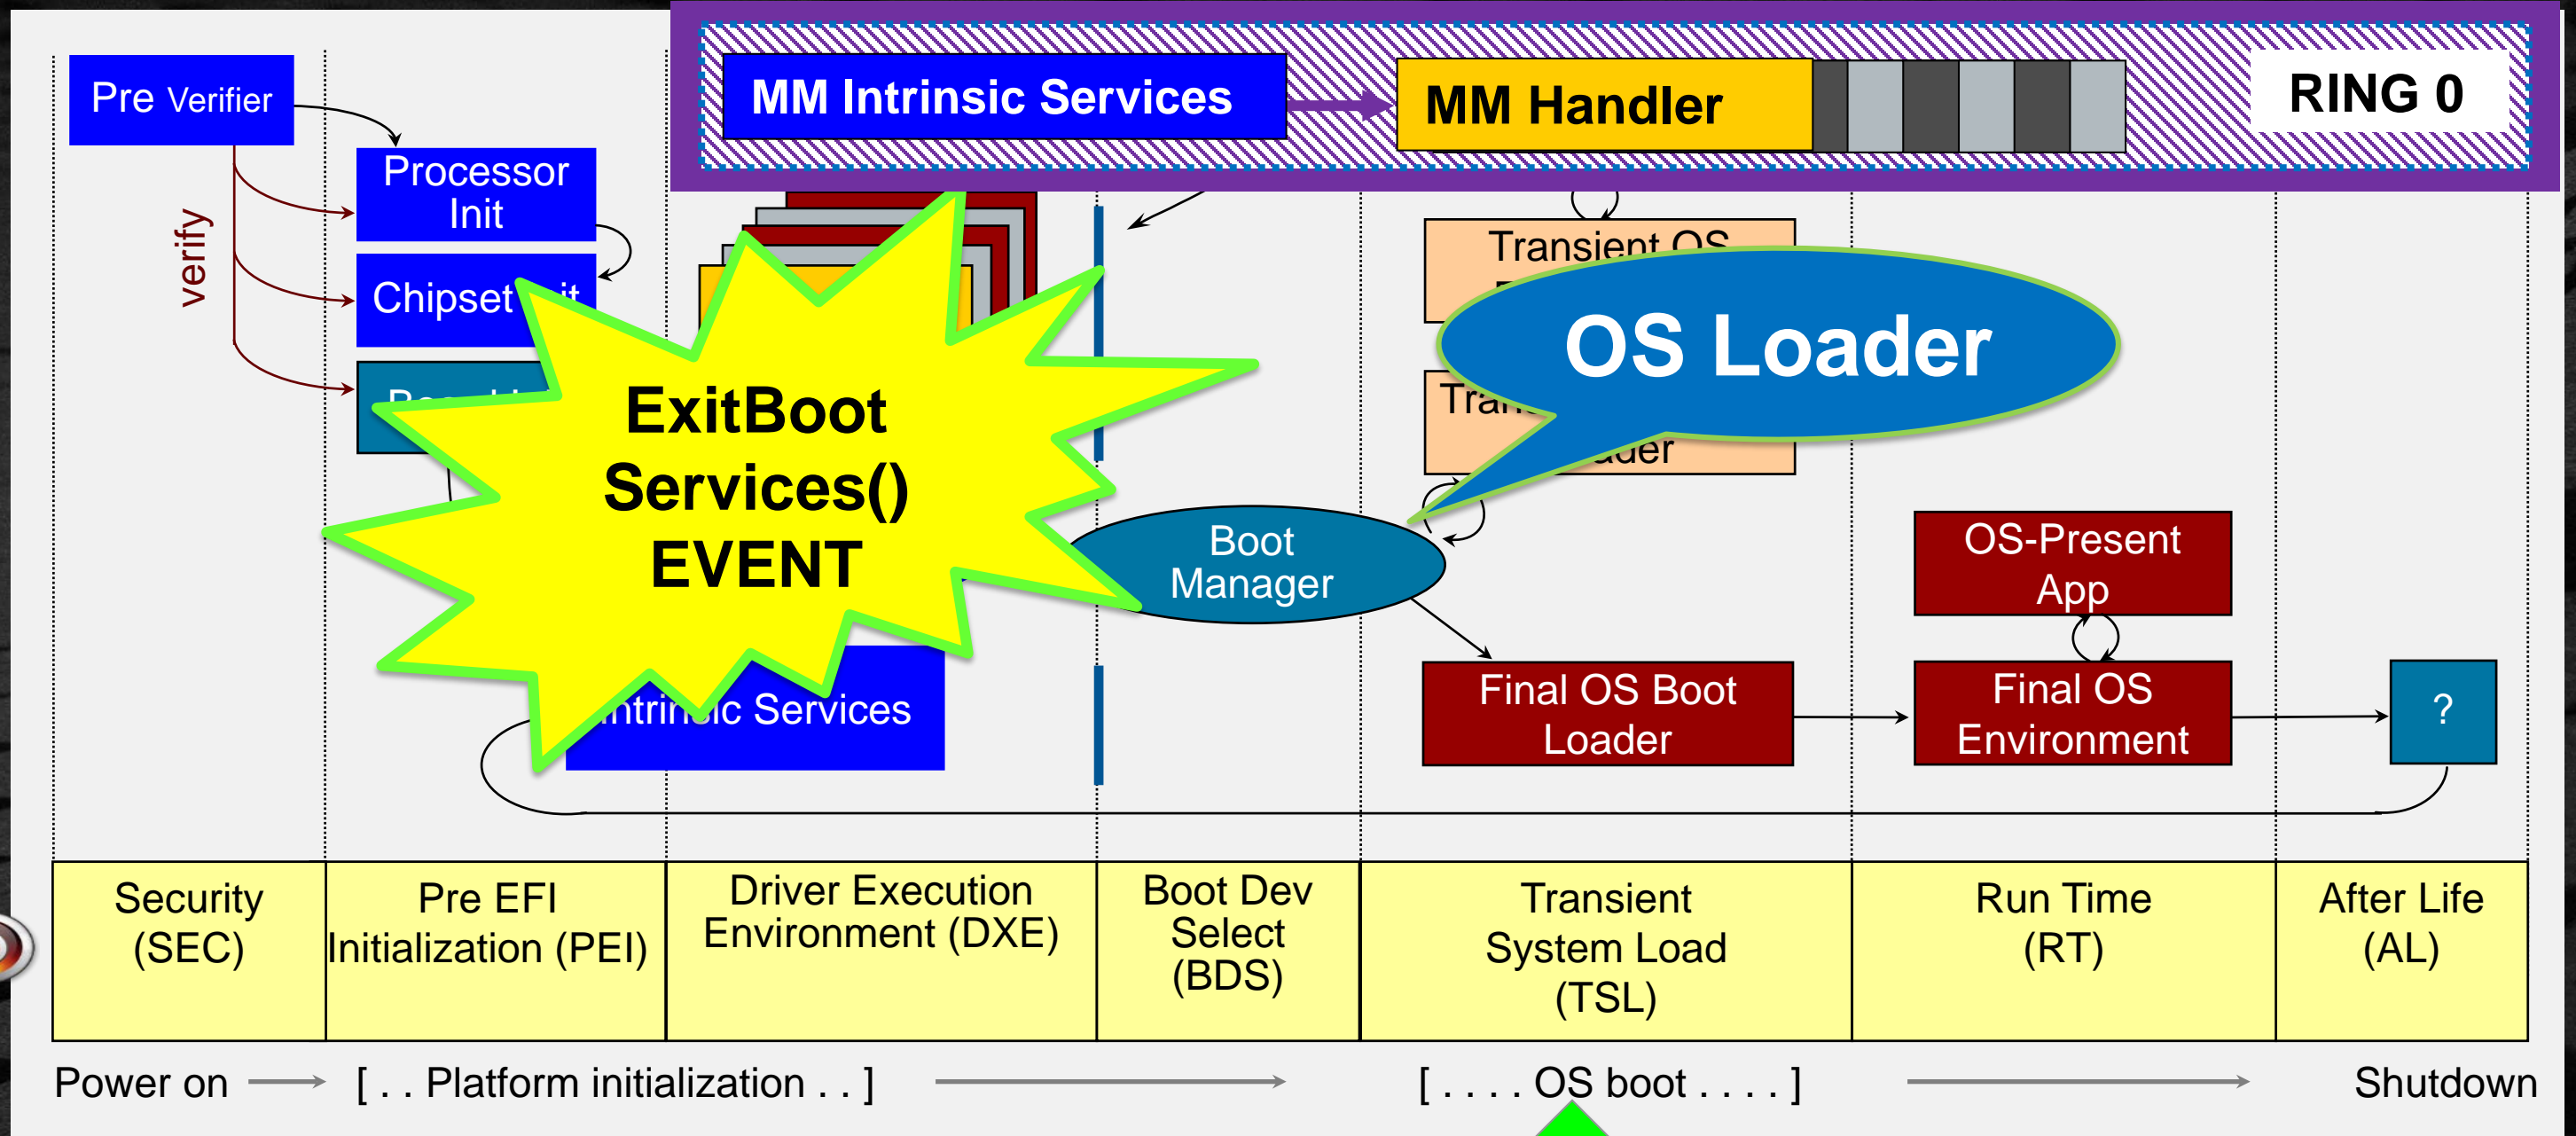 MM Intrinsic Services
MM Handler
RING 0
Pre Verifier
Processor
Init
verify
Chipset
Transient OS
OS Loader
ExitBoot
Services()
EVENT
Boot
Manager
OS-Present
App
Intrinsic Services
Final OS Boot
Loader
Final OS
Environment
?
Security
(SEC)
Pre EFI
Initialization (PEI)
Driver Execution
Environment (DXE)
Boot Dev
Select
(BDS)
Transient
System Load
(TSL)
Run Time
(RT)
After Life
(AL)
Power on
[ . . Platform initialization . . ]
[ . . . . OS boot . . . . ]
Shutdown